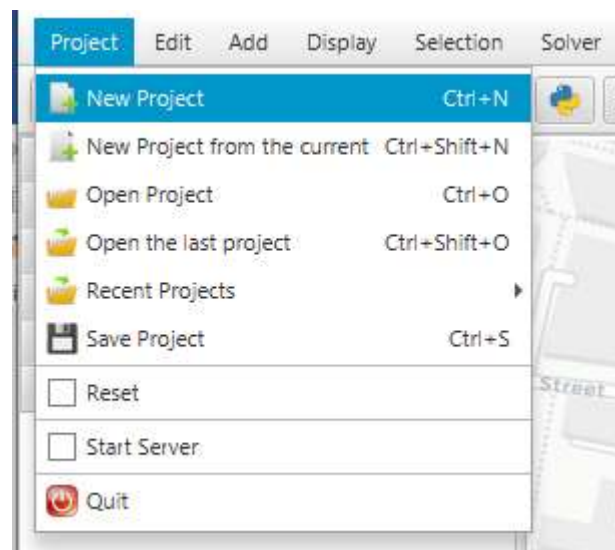 Project Edit Add Display Selection Solver
New Project Ctrl+N
New Project from the current Ctrl+Shift+N
Open Project Ctrl+O
Open the last project Ctrl+Shift+O
Recent Projects
Save Project Ctrl+S
Reset
Street
Start Server
Quit